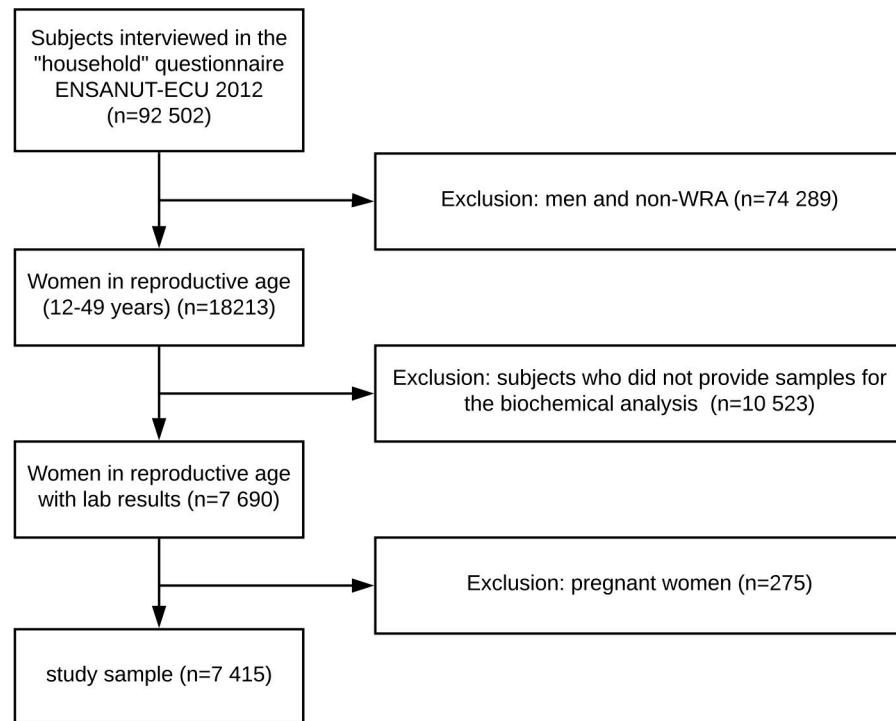 Subjects interviewed in the
"household" questionnaire
ENSANUT-ECU 2012
(n=92 502)
Exclusion: men and non-WRA (n=74 289)
Women in reproductive age
(12-49 years) (n=18213)
Exclusion: subjects who did not provide samples for
the biochemical analysis  (n=10 523)
Women in reproductive age
with lab results (n=7 690)
Exclusion: pregnant women (n=275)
study sample (n=7 415)